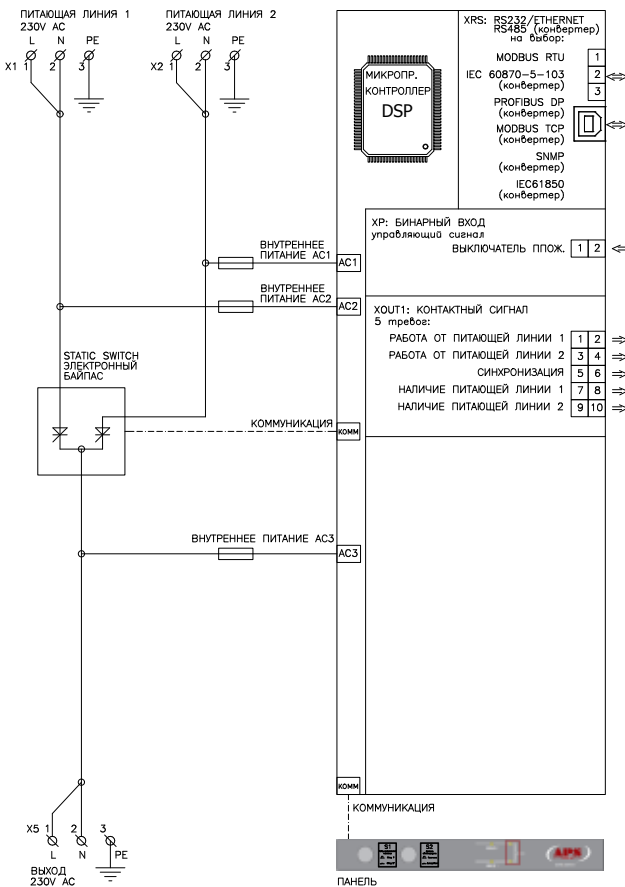 ПИТАЮЩАЯ ЛИНИЯ 1
230V AC
L N PE
X1 1 2 3
ПИТАЮЩАЯ ЛИНИЯ 2
230V AC
L N PE
X2 1 2 3
МИКРОПР.
КОНТРОЛЛЕР
DSP
XRS: RS232/ETHERNET
RS485 (конвертер)
на выбор:
MODBUS RTU
IEC 60870-5-103
(конвертер)
PROFIBUS DP
(конвертер)
MODBUS TCP
(конвертер)
SNMP
(конвертер)
IEC61850
(конвертер)
1
2
3
XP: БИНАРНЫЙ ВХОД
управляющий сигнал
ВЫКЛЮЧАТЕЛЬ ППОЖ. 1 2
ВНУТРЕННЕЕ
ПИТАНИЕ AC1
AC1
ВНУТРЕННЕЕ
ПИТАНИЕ AC2
AC2
XOUT1: КОНТАКТНЫЙ СИГНАЛ
5 тревог:
РАБОТА ОТ ПИТАЮЩЕЙ ЛИНИИ 1 1 2
РАБОТА ОТ ПИТАЮЩЕЙ ЛИНИИ 2 3 4
СИНХРОНИЗАЦИЯ 5 6
НАЛИЧИЕ ПИТАЮЩЕЙ ЛИНИИ 1 7 8
НАЛИЧИЕ ПИТАЮЩЕЙ ЛИНИИ 2 9 10
STATIC SWITCH
ЭЛЕКТРОННЫЙ
БАЙПАС
КОММУНИКАЦИЯ
КОММ
ВНУТРЕННЕЕ ПИТАНИЕ AC3
AC3
КОММ
КОММУНИКАЦИЯ
X5 1 2 3
L N PE
ВЫХОД
230V AC
S1
S2
APS
ПАНЕЛЬ